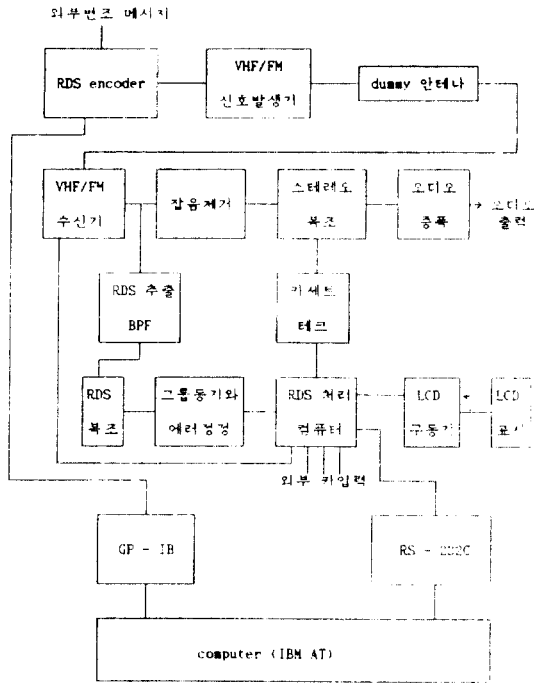 외부변조 메시지
RDS encoder
VHF/FM
신호발생기
dummy 안테나
VHF/FM
수신기
잡음제거
스테레오
복조
오디오
증폭
오디오
출력
RDS 추출
BPF
카세트
테크
RDS
복조
그룹동기와
에러정정
RDS 처리
컴퓨터
LCD
구동기
LCD
표시
외부 키입력
GP - IB
RS - 232C
computer (IBM AT)